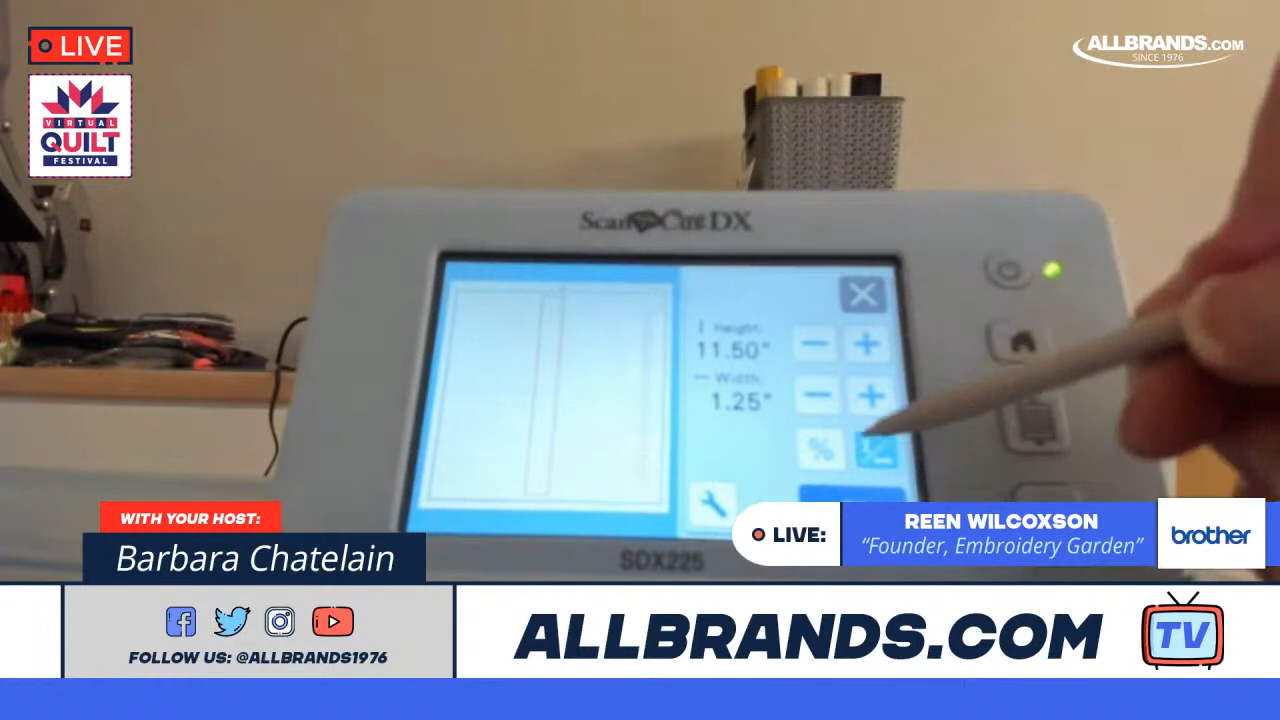 LIVE
VIRTUAL
QUILT
FESTIVAL
ALLBRANDS.COM
SINCE 1976
ScanNCut DX
Height:
11.50"
Width:
1.25"
%
SDX225
WITH YOUR HOST:
Barbara Chatelain
LIVE:
REEN WILCOXSON
“Founder, Embroidery Garden”
brother
FOLLOW US: @ALLBRANDS1976
ALLBRANDS.COM
TV